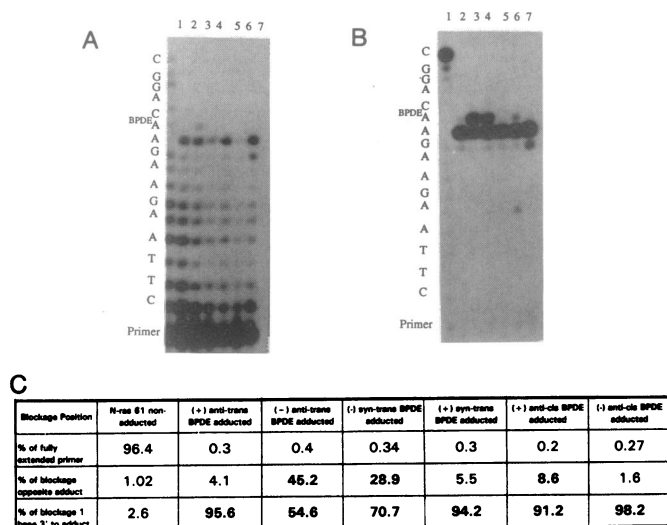 A
1 2 3 4 5 6 7
C
G
G
A
C
BPDE
A
A
G
A
A
G
A
A
T
T
C
Primer
B
1 2 3 4 5 6 7
C
G
G
A
C
BPDE
A
A
G
A
A
G
A
A
T
T
C
Primer
C
Blockage Position N-ras 61 non-adducted (+) anti-trans BPDE adducted (-) anti-trans BPDE adducted (-) syn-trans BPDE adducted (+) syn-trans BPDE adducted (+) anti-cis BPDE adducted (-) anti-cis BPDE adducted
% of fully extended primer 96.4 0.3 0.4 0.34 0.3 0.2 0.27
% of blockage opposite adduct 1.02 4.1 45.2 28.9 5.5 8.6 1.6
% of blockage 1 base 3' to adduct 2.6 95.6 54.6 70.7 94.2 91.2 98.2